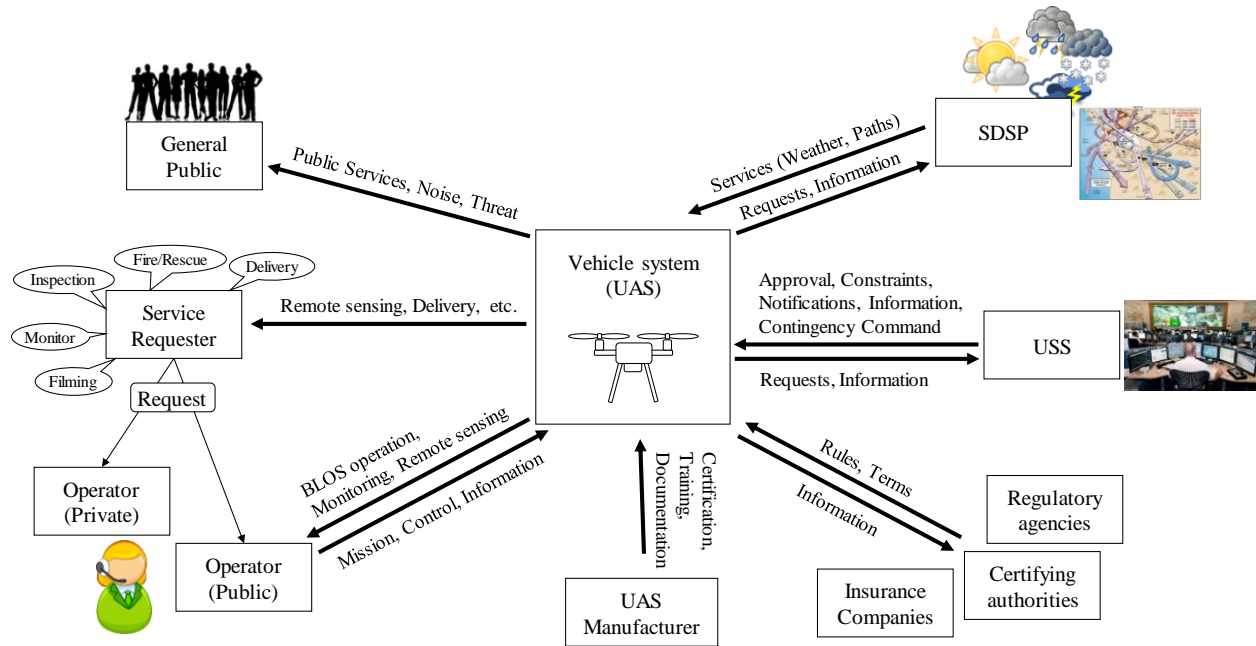 General
Public
Public Services, Noise, Threat
Services (Weather, Paths)
Requests, Information
SDSP
Vehicle system
(UAS)
Fire/Rescue
Delivery
Inspection
Service
Requester
Monitor
Filming
Request
Remote sensing, Delivery, etc.
Approval, Constraints,
Notifications, Information,
Contingency Command
Requests, Information
USS
Operator
(Private)
Operator
(Public)
BLOS operation,
Monitoring, Remote sensing
Mission, Control, Information
Certification,
Training,
Documentation
UAS
Manufacturer
Rules, Terms
Information
Regulatory
agencies
Certifying
authorities
Insurance
Companies